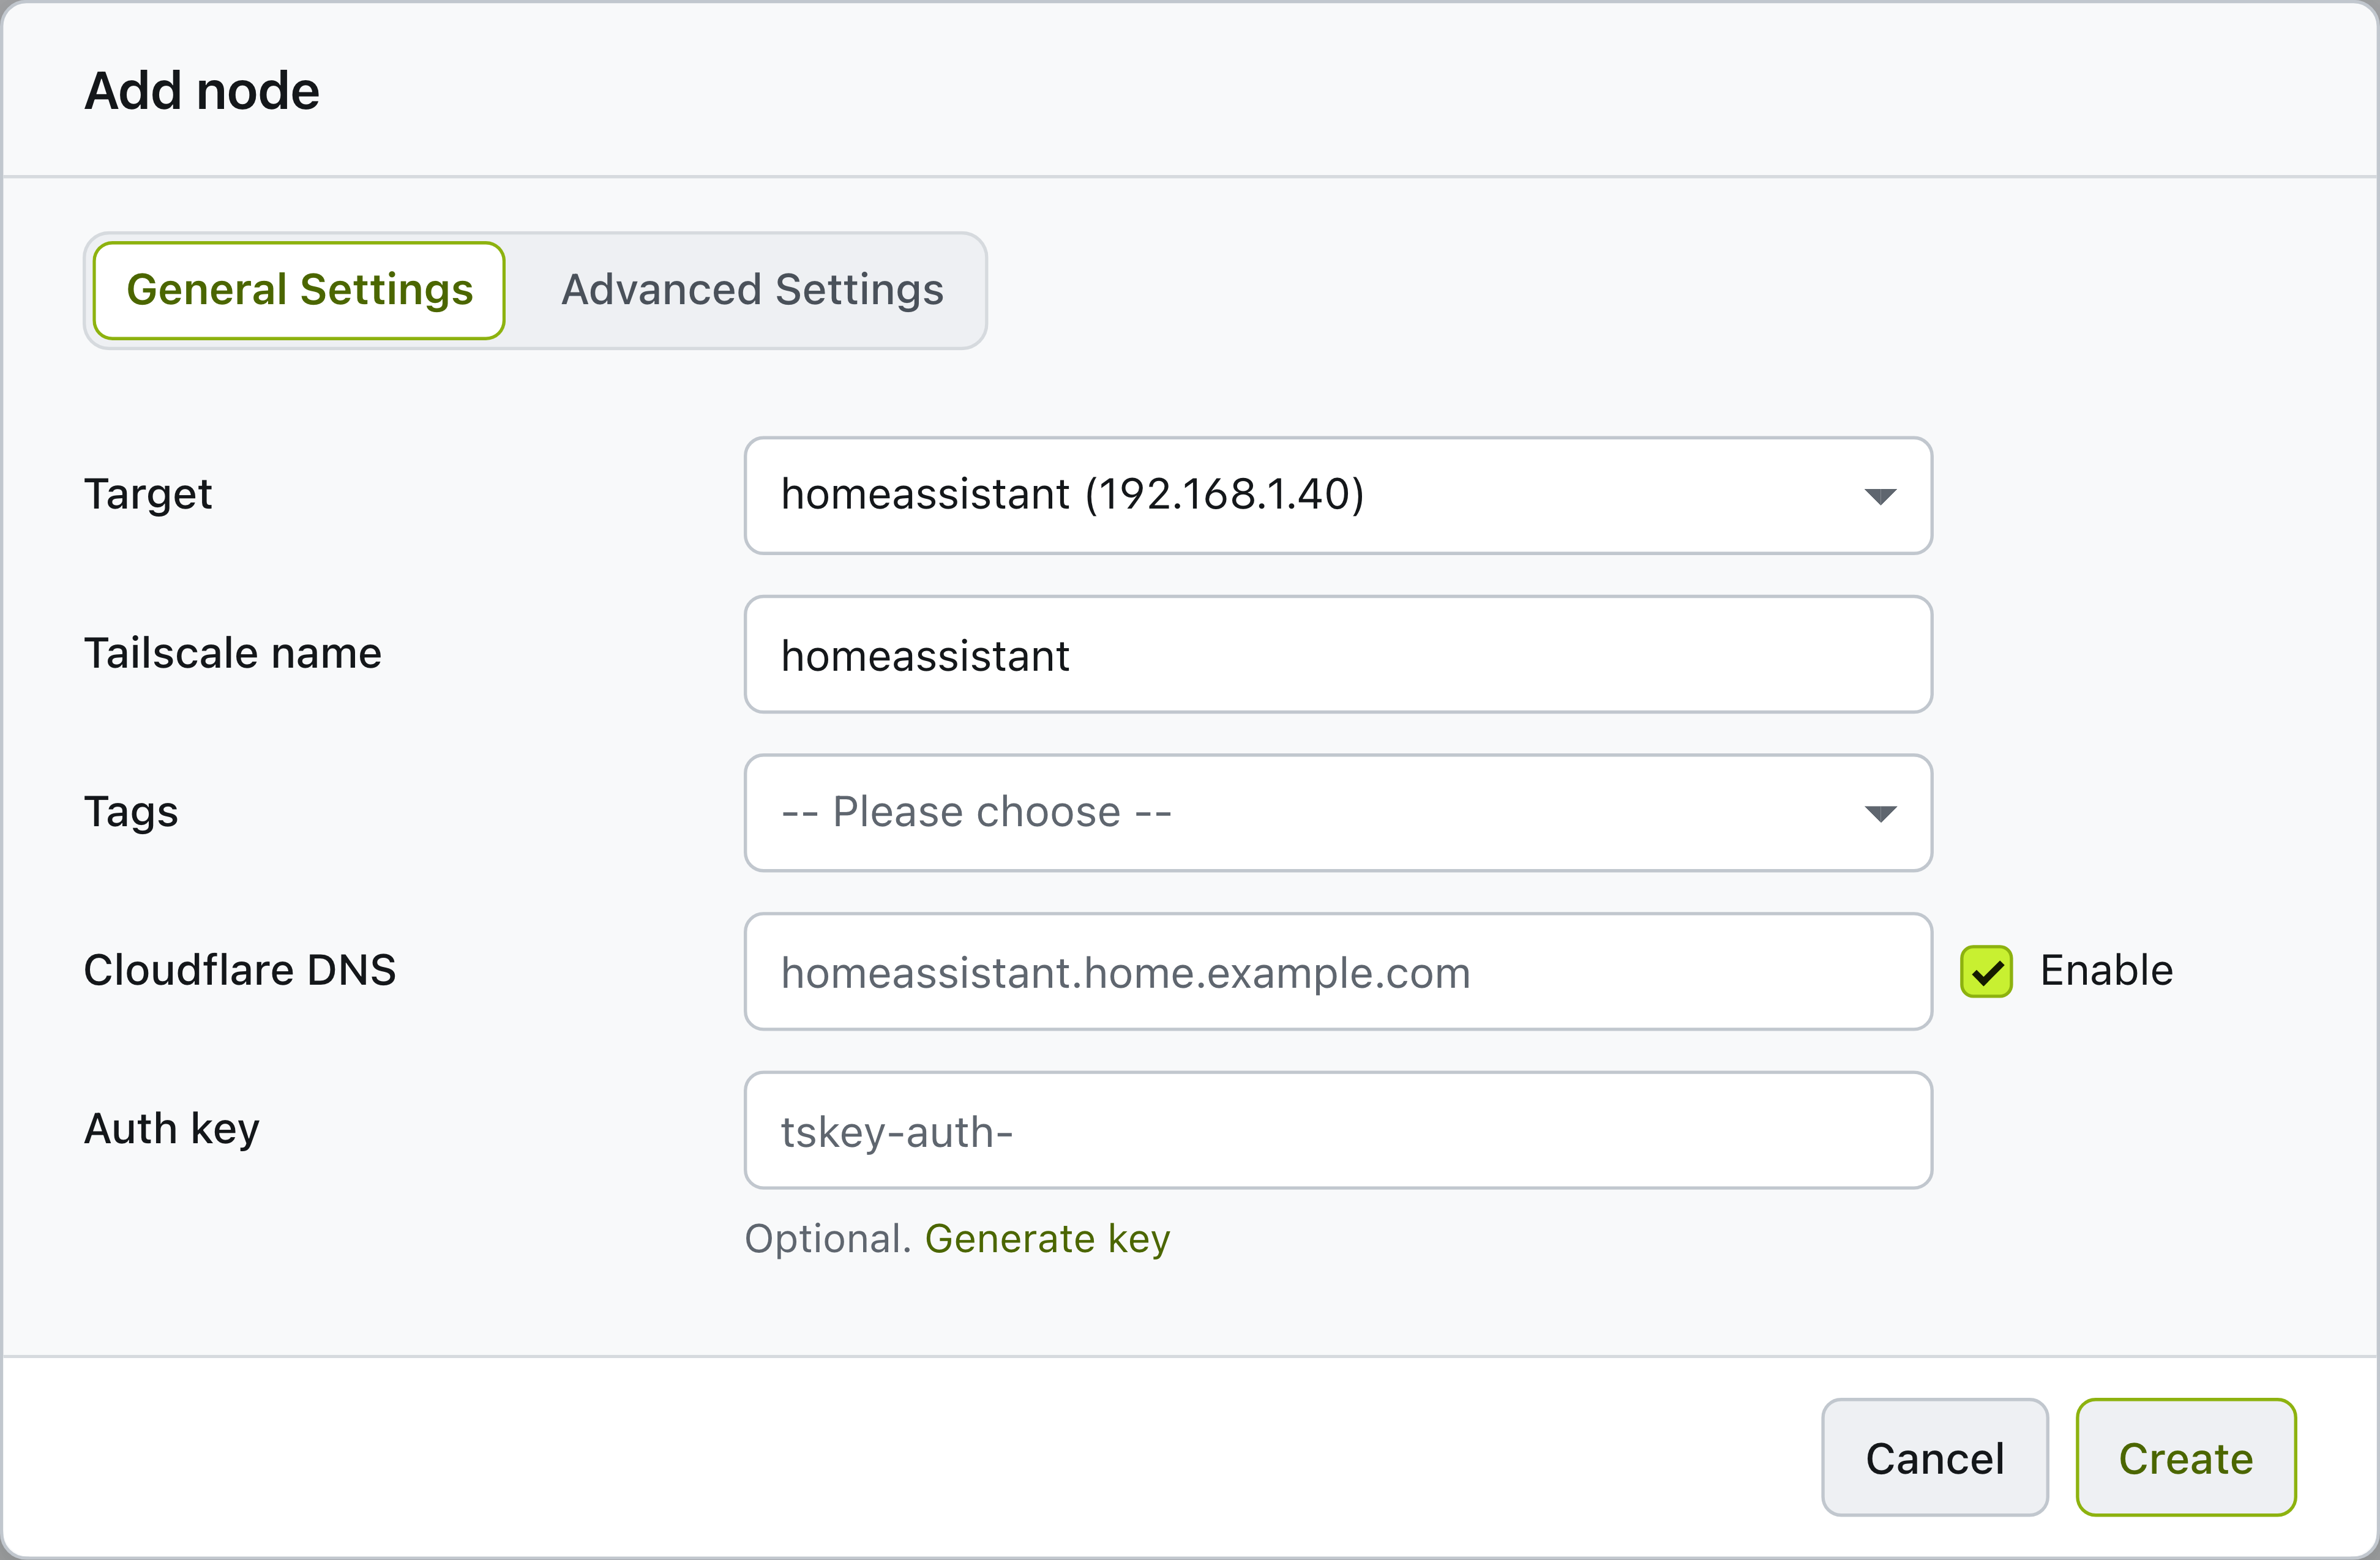 Add node
General Settings
Advanced Settings
Target
homeassistant (192.168.1.40)
Tailscale name
homeassistant
Tags
-- Please choose --
Cloudflare DNS
homeassistant.home.example.com
Enable
Auth key
tskey-auth-
Optional. Generate key
Cancel
Create